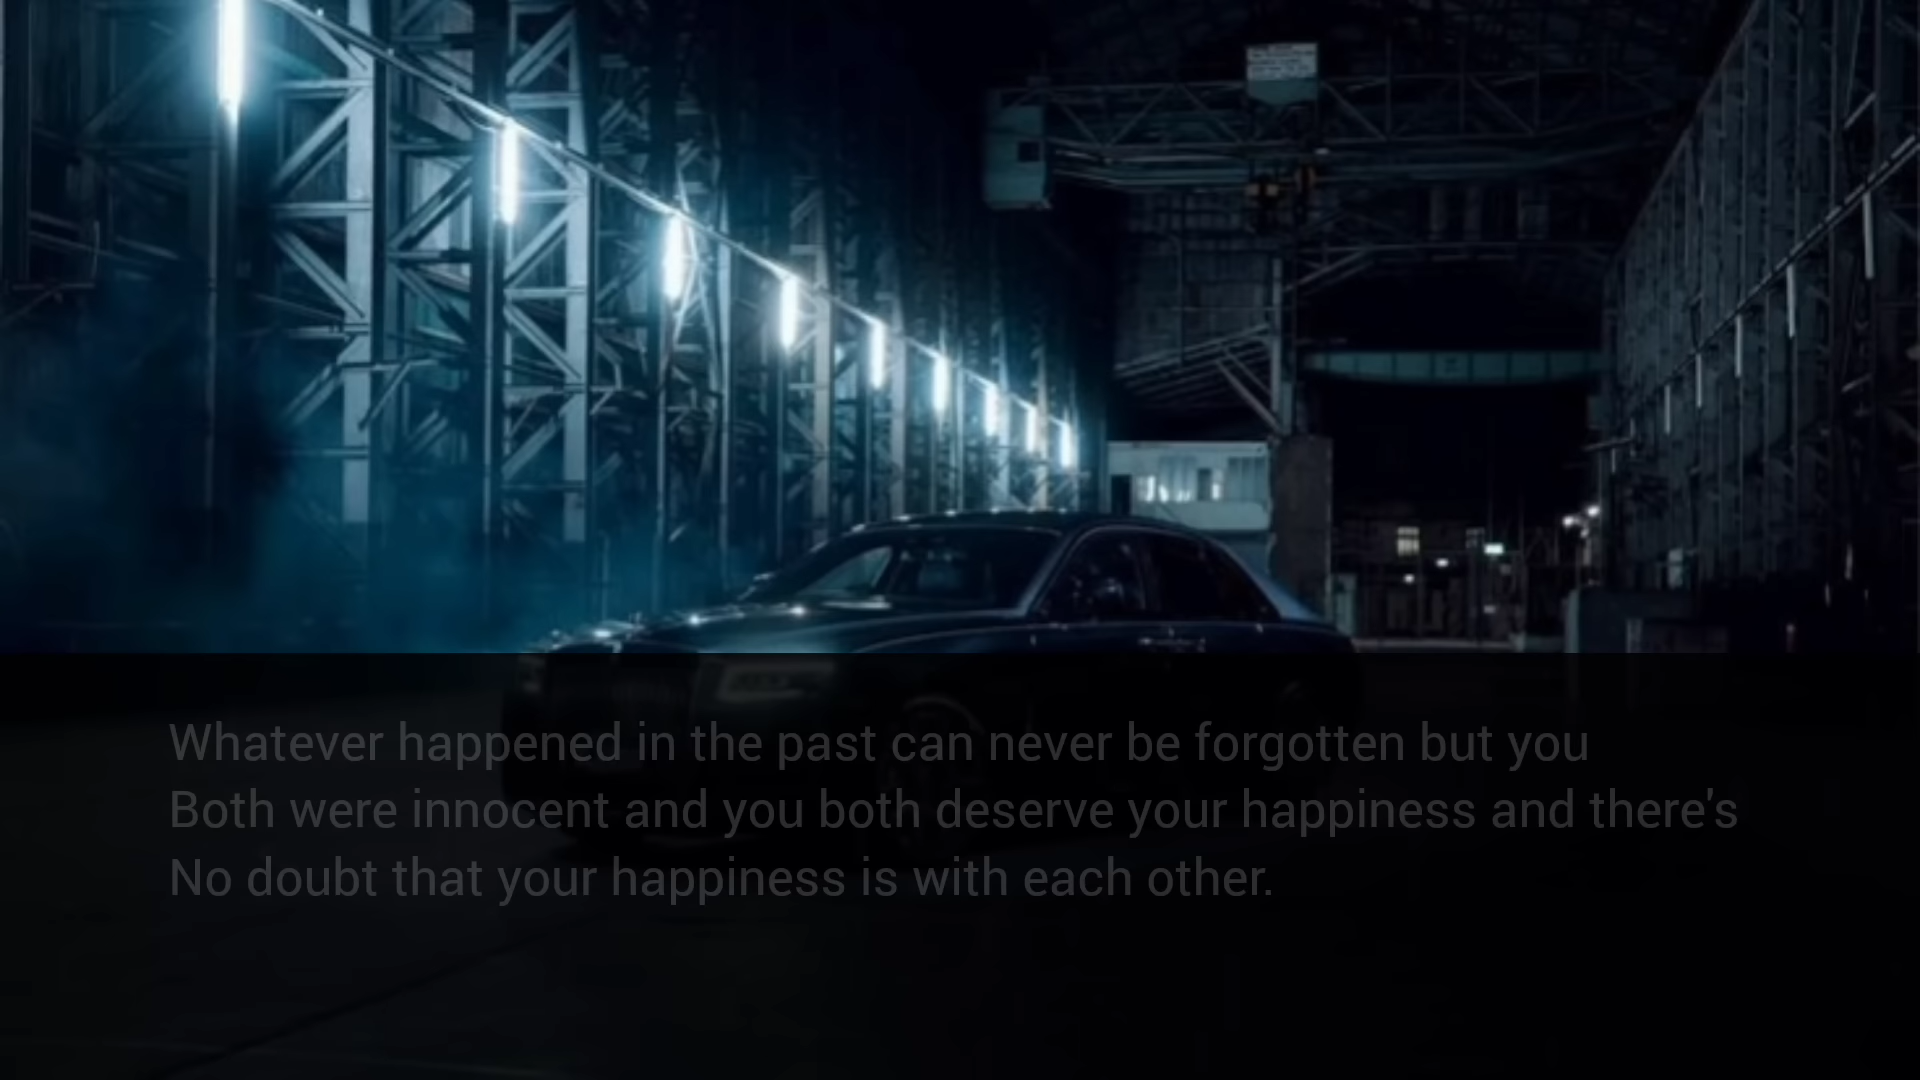 Whatever happened in the past can never be forgotten but you
Both were innocent and you both deserve your happiness and there's
No doubt that your happiness is with each other.